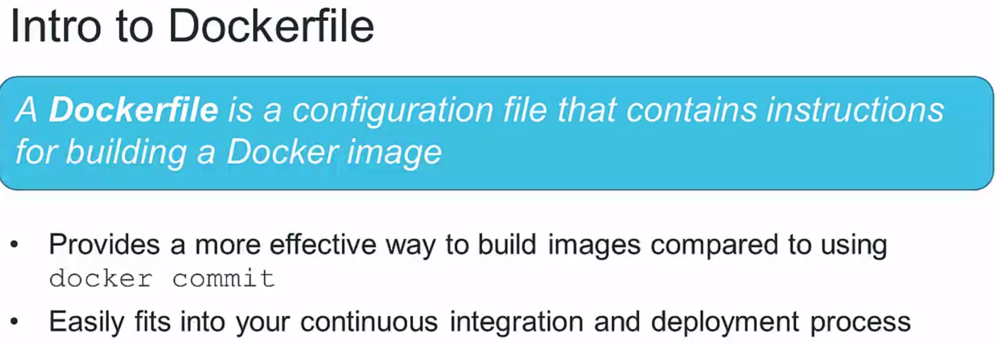 Intro to Dockerfile
A Dockerfile is a configuration file that contains instructions
for building a Docker image
• Provides a more effective way to build images compared to using
docker commit
• Easily fits into your continuous integration and deployment process